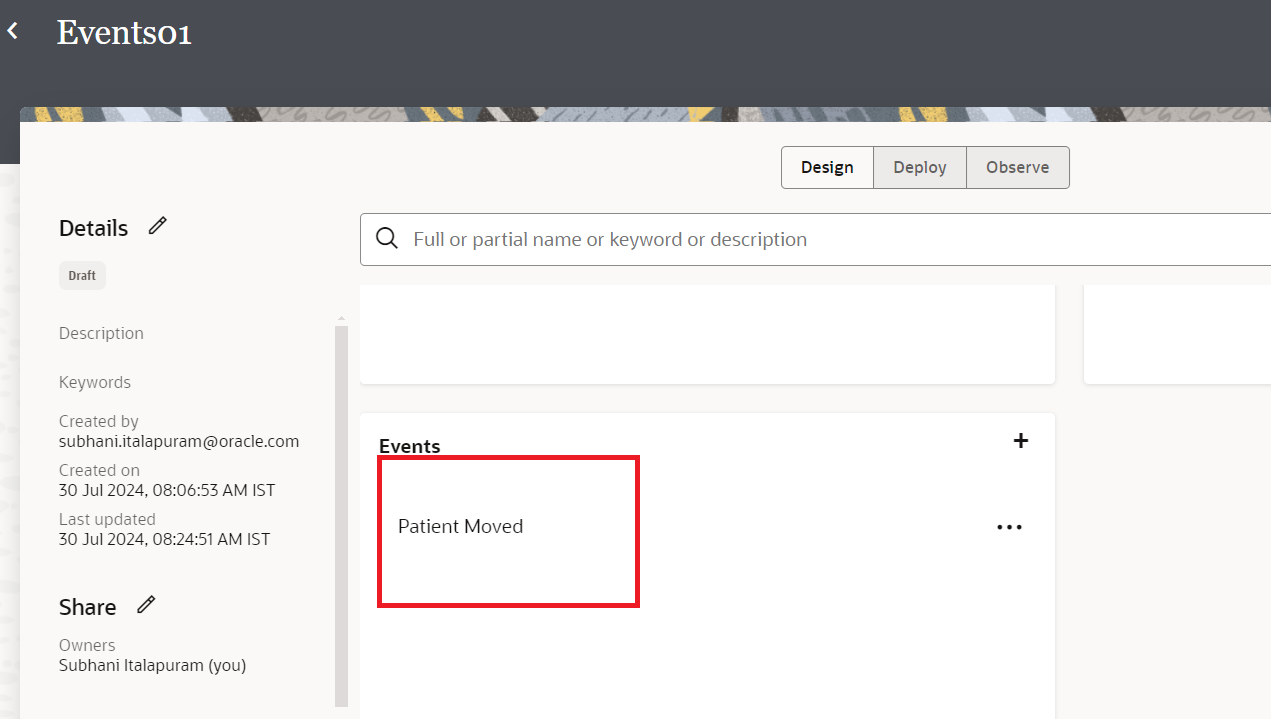 Events01
Design
Deploy
Observe
Details
Full or partial name or keyword or description
Draft
Description
Keywords
Created by
subhani.italapuram@oracle.com
Created on
30 Jul 2024, 08:06:53 AM IST
Last updated
30 Jul 2024, 08:24:51 AM IST
Share
Owners
Subhani Italapuram (you)
Events
Patient Moved